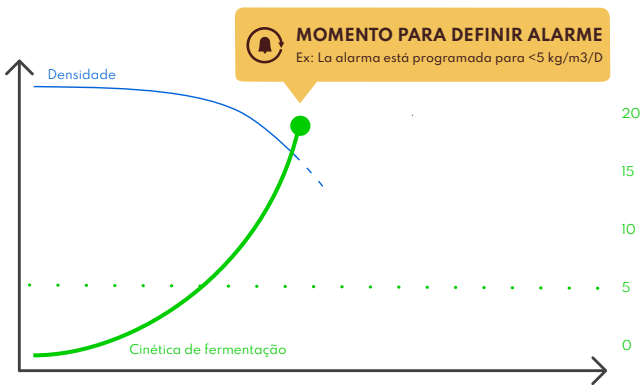 MOMENTO PARA DEFINIR ALARME
Ex: La alarma está programada para <5 kg/m3/D
Densidade
20
15
10
5
0
Cinética de fermentação